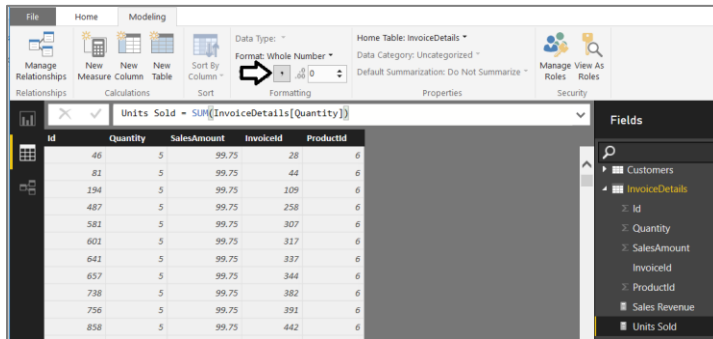 File Home Modeling
Data Type:
Format: Whole Number
Home Table: InvoiceDetails
Data Category: Uncategorized
Default Summarization: Do Not Summarize
Manage Relationships
New Measure
New Column
New Table
Sort By Column
, .00 0
Manage Roles
View As Roles
Relationships Calculations Sort Formatting Properties Security
Units Sold = SUM(InvoiceDetails[Quantity])
Id Quantity SalesAmount InvoiceId ProductId
46 5 99.75 28 6
81 5 99.75 44 6
194 5 99.75 109 6
487 5 99.75 258 6
581 5 99.75 307 6
601 5 99.75 317 6
641 5 99.75 337 6
657 5 99.75 344 6
738 5 99.75 382 6
756 5 99.75 391 6
858 5 99.75 442 6
Fields
Customers
InvoiceDetails
Σ Id
Σ Quantity
Σ SalesAmount
InvoiceId
Σ ProductId
Sales Revenue
Units Sold